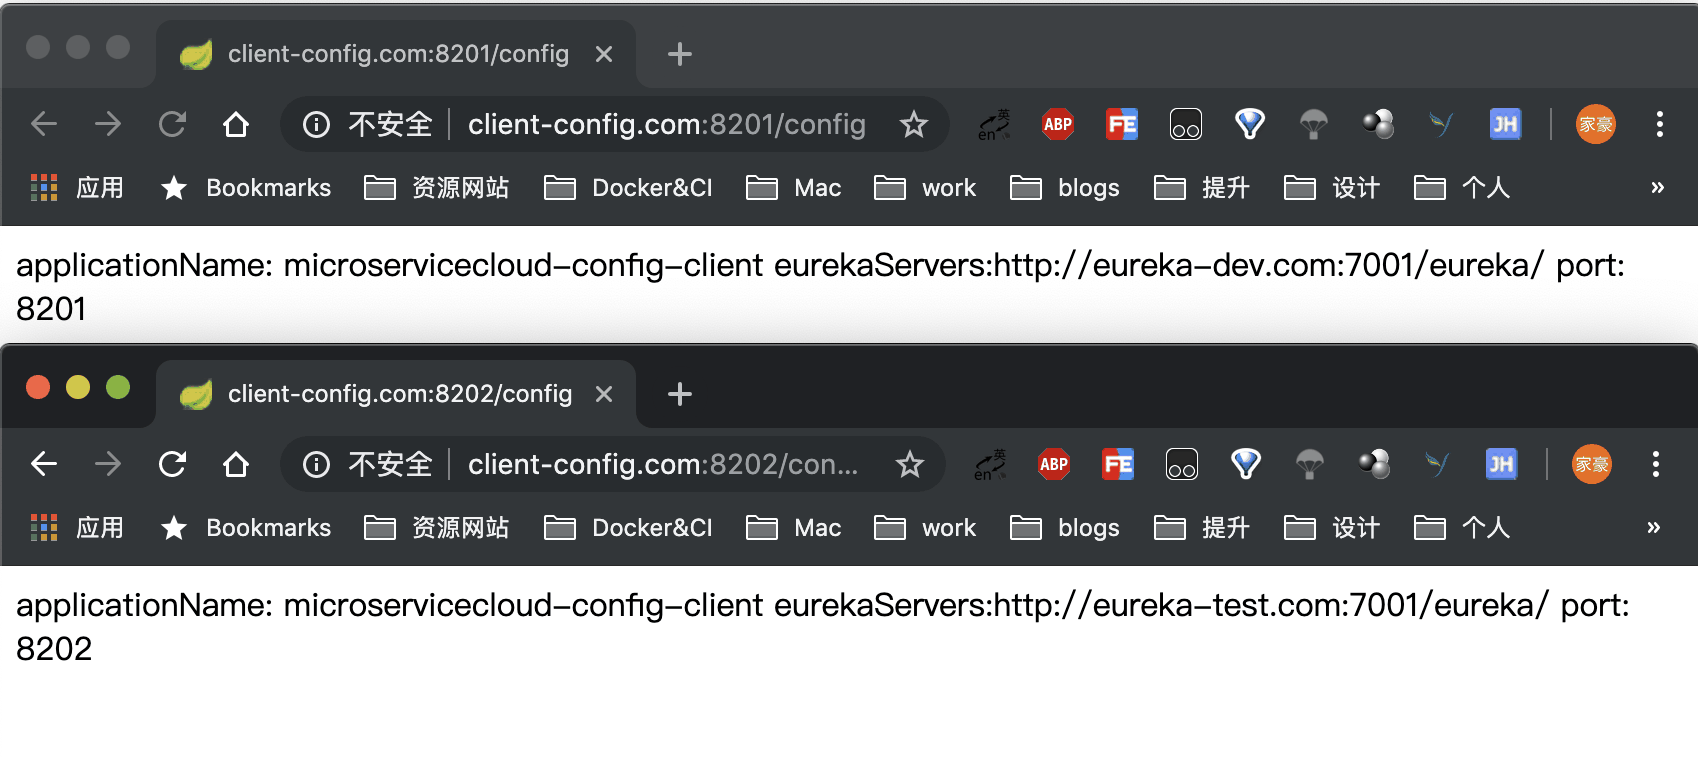 client-config.com:8201/config
不安全 client-config.com:8201/config 英 en ABP FE JH 家豪
应用 Bookmarks 资源网站 Docker&CI Mac work blogs 提升 设计 个人 »
applicationName: microservicecloud-config-client eurekaServers:http://eureka-dev.com:7001/eureka/ port:
8201
client-config.com:8202/config
不安全 client-config.com:8202/con... 英 en ABP FE JH 家豪
应用 Bookmarks 资源网站 Docker&CI Mac work blogs 提升 设计 个人 »
applicationName: microservicecloud-config-client eurekaServers:http://eureka-test.com:7001/eureka/ port:
8202